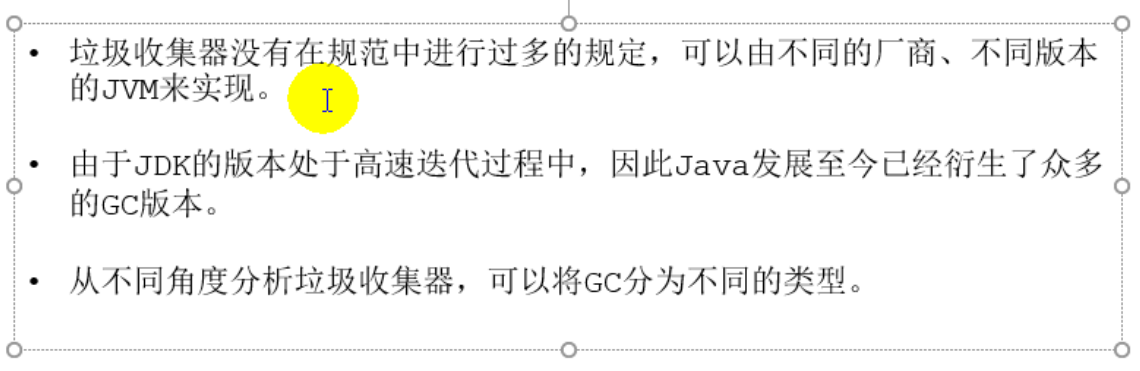 • 垃圾收集器没有在规范中进行过多的规定，可以由不同的厂商、不同版本
的JVM来实现。
• 由于JDK的版本处于高速迭代过程中，因此Java发展至今已经衍生了众多
的GC版本。
• 从不同角度分析垃圾收集器，可以将GC分为不同的类型。